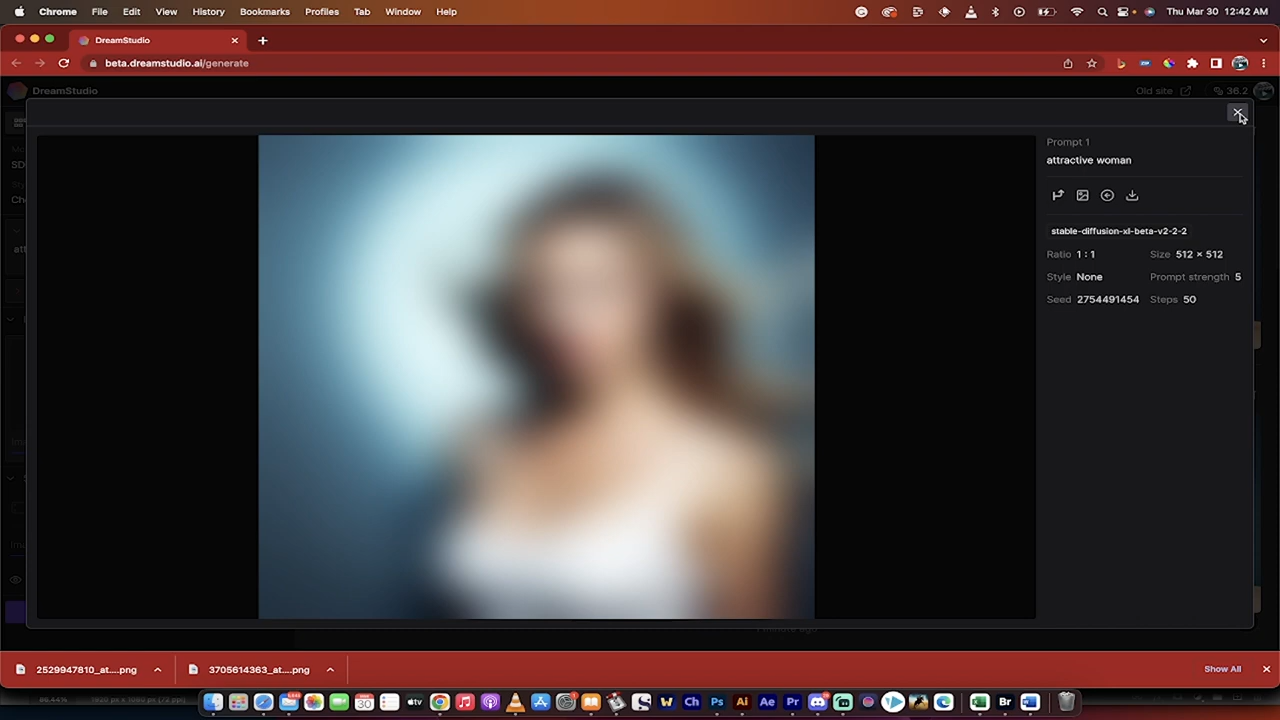 Chrome File Edit View History Bookmarks Profiles Tab Window Help Thu Mar 30 12:42 AM
DreamStudio
beta.dreamstudio.ai/generate
DreamStudio Old site 36.2
Prompt 1
attractive woman
stable-diffusion-xl-beta-v2-2-2
Ratio 1 : 1 Size 512 × 512
Style None Prompt strength 5
Seed 2754491454 Steps 50
2529947810_at....png 3705614363_at....png Show All